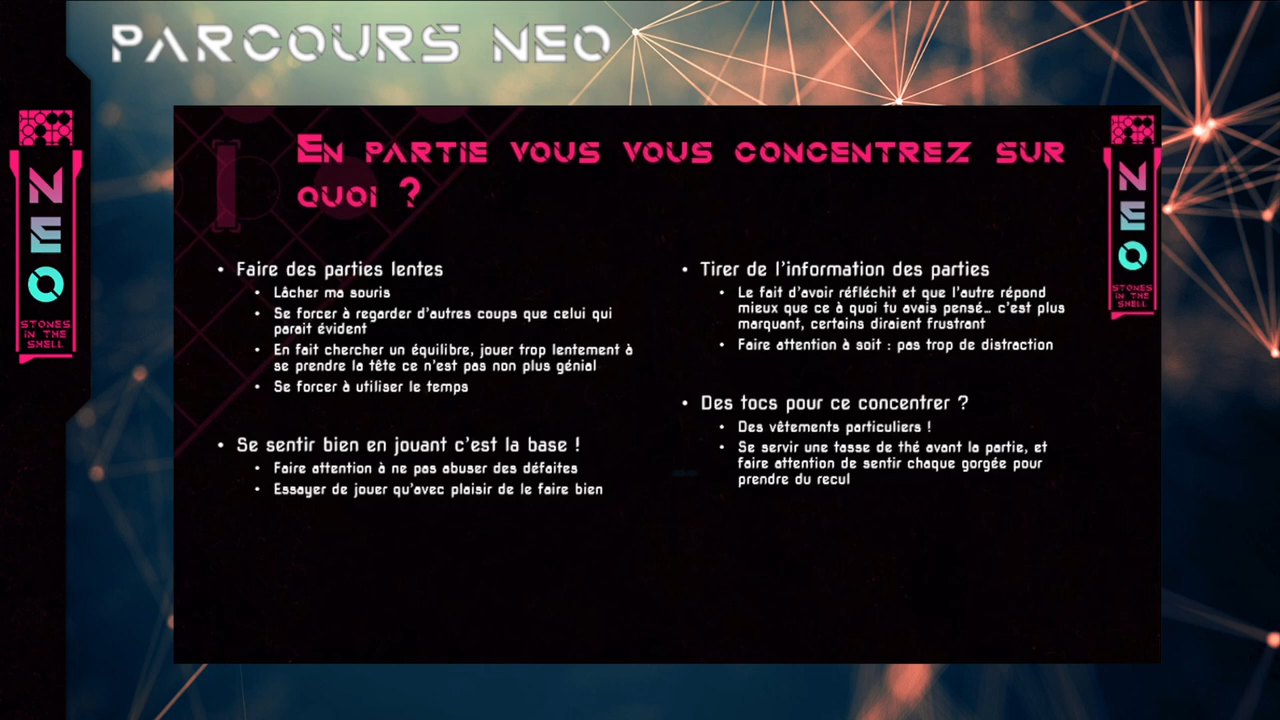 PARCOURS NEO
NEO
STONES
IN THE
SHELL
En partie vous vous concentrez sur
quoi ?
• Faire des parties lentes
• Lâcher ma souris
• Se forcer à regarder d'autres coups que celui qui
parait évident
• En fait chercher un équilibre, jouer trop lentement à
se prendre la tête ce n'est pas non plus génial
• Se forcer à utiliser le temps
• Se sentir bien en jouant c'est la base !
• Faire attention à ne pas abuser des défaites
• Essayer de jouer qu'avec plaisir de le faire bien
• Tirer de l'information des parties
• Le fait d'avoir réfléchit et que l'autre répond
mieux que ce à quoi tu avais pensé... c'est plus
marquant, certains diraient frustrant
• Faire attention à soit : pas trop de distraction
• Des tocs pour ce concentrer ?
• Des vêtements particuliers !
• Se servir une tasse de thé avant la partie, et
faire attention de sentir chaque gorgée pour
prendre du recul
NEO
STONES
IN THE
SHELL